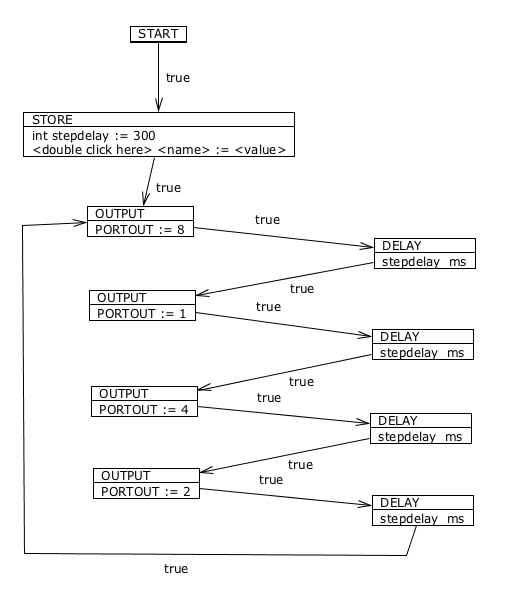 START
true
STORE
int stepdelay := 300
<double click here> <name> := <value>
true
OUTPUT
PORTOUT := 8
true
DELAY
stepdelay ms
true
OUTPUT
PORTOUT := 1
true
DELAY
stepdelay ms
true
OUTPUT
PORTOUT := 4
true
DELAY
stepdelay ms
true
OUTPUT
PORTOUT := 2
true
DELAY
stepdelay ms
true